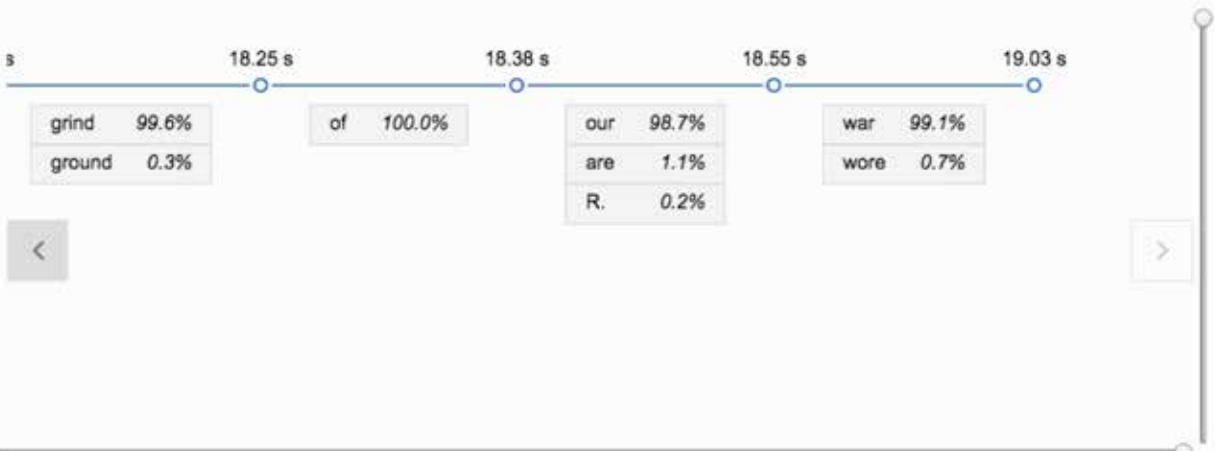 s 18.25 s 18.38 s 18.55 s 19.03 s
grind 99.6% of 100.0% our 98.7% war 99.1%
ground 0.3% are 1.1% wore 0.7%
R. 0.2%